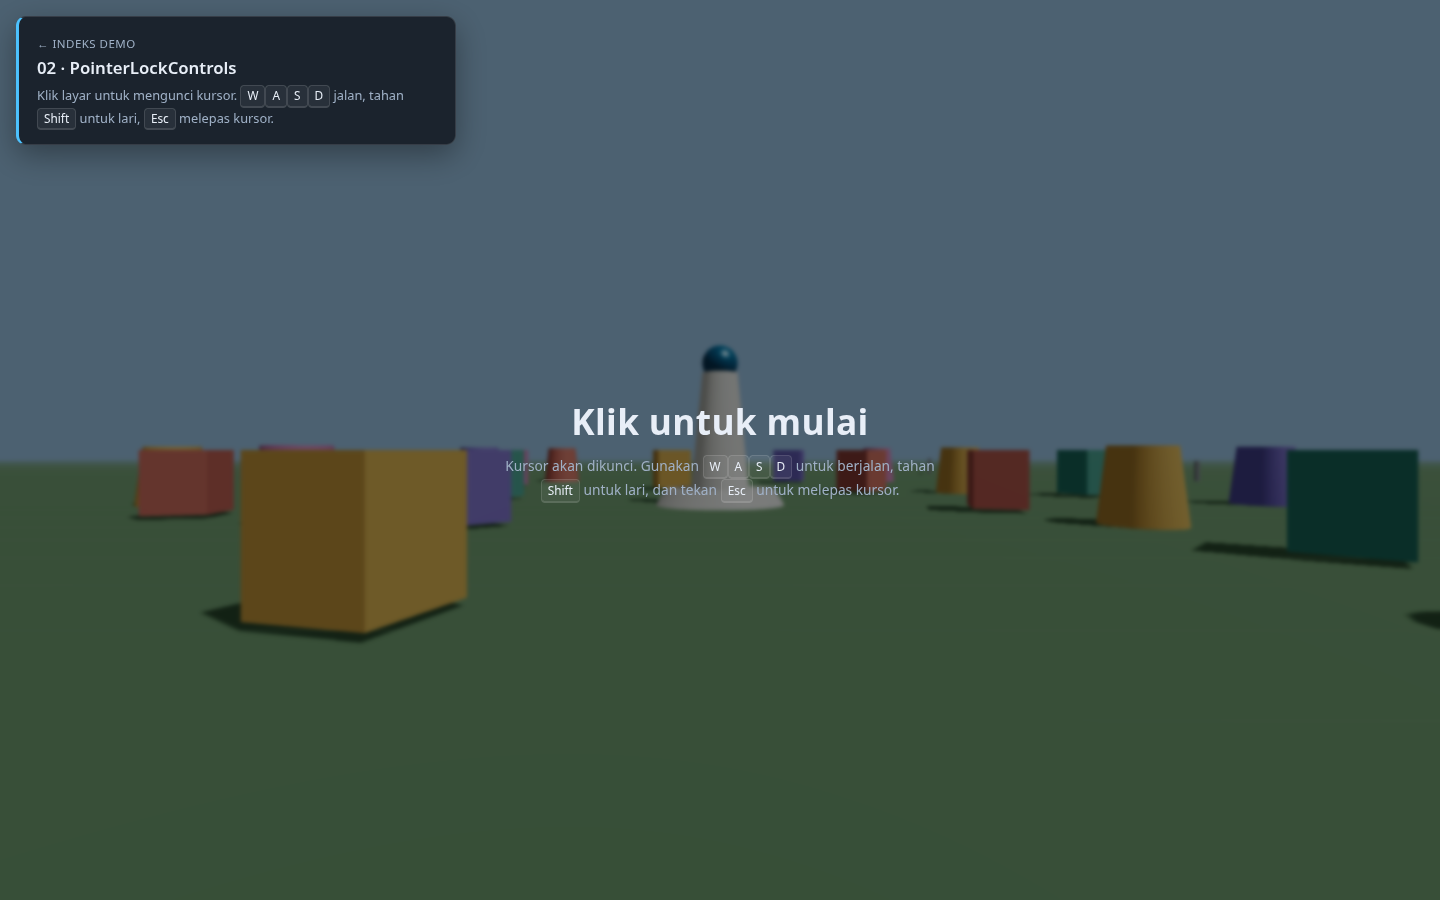 ← INDEKS DEMO
02 · PointerLockControls
Klik layar untuk mengunci kursor. W A S D jalan, tahan
Shift untuk lari, Esc melepas kursor.
Klik untuk mulai
Kursor akan dikunci. Gunakan W A S D untuk berjalan, tahan
Shift untuk lari, dan tekan Esc untuk melepas kursor.